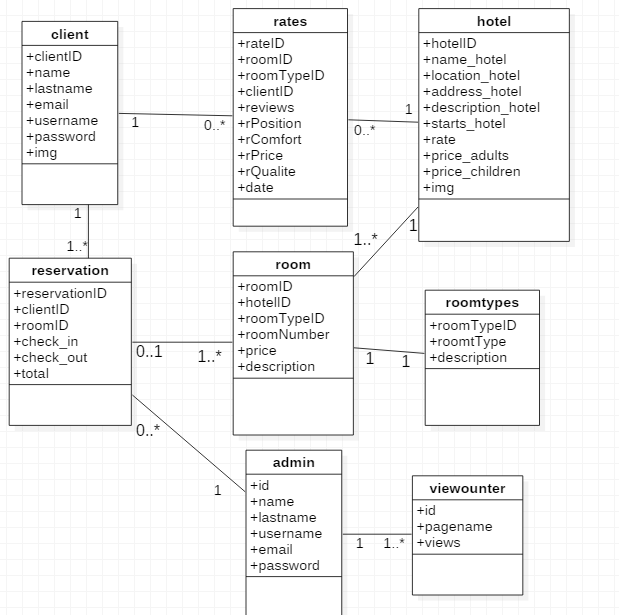 client
+clientID
+name
+lastname
+email
+username
+password
+img
rates
+rateID
+roomID
+roomTypeID
+clientID
+reviews
+rPosition
+rComfort
+rPrice
+rQualite
+date
hotel
+hotelID
+name_hotel
+location_hotel
+address_hotel
+description_hotel
+starts_hotel
+rate
+price_adults
+price_children
+img
1
0..*
0..*
1
1
1..*
1..*
1
reservation
+reservationID
+clientID
+roomID
+check_in
+check_out
+total
room
+roomID
+hotelID
+roomTypeID
+roomNumber
+price
+description
roomtypes
+roomTypeID
+roomtType
+description
0..1
1..*
1
1
0..*
1
admin
+id
+name
+lastname
+username
+email
+password
viewounter
+id
+pagename
+views
1
1..*